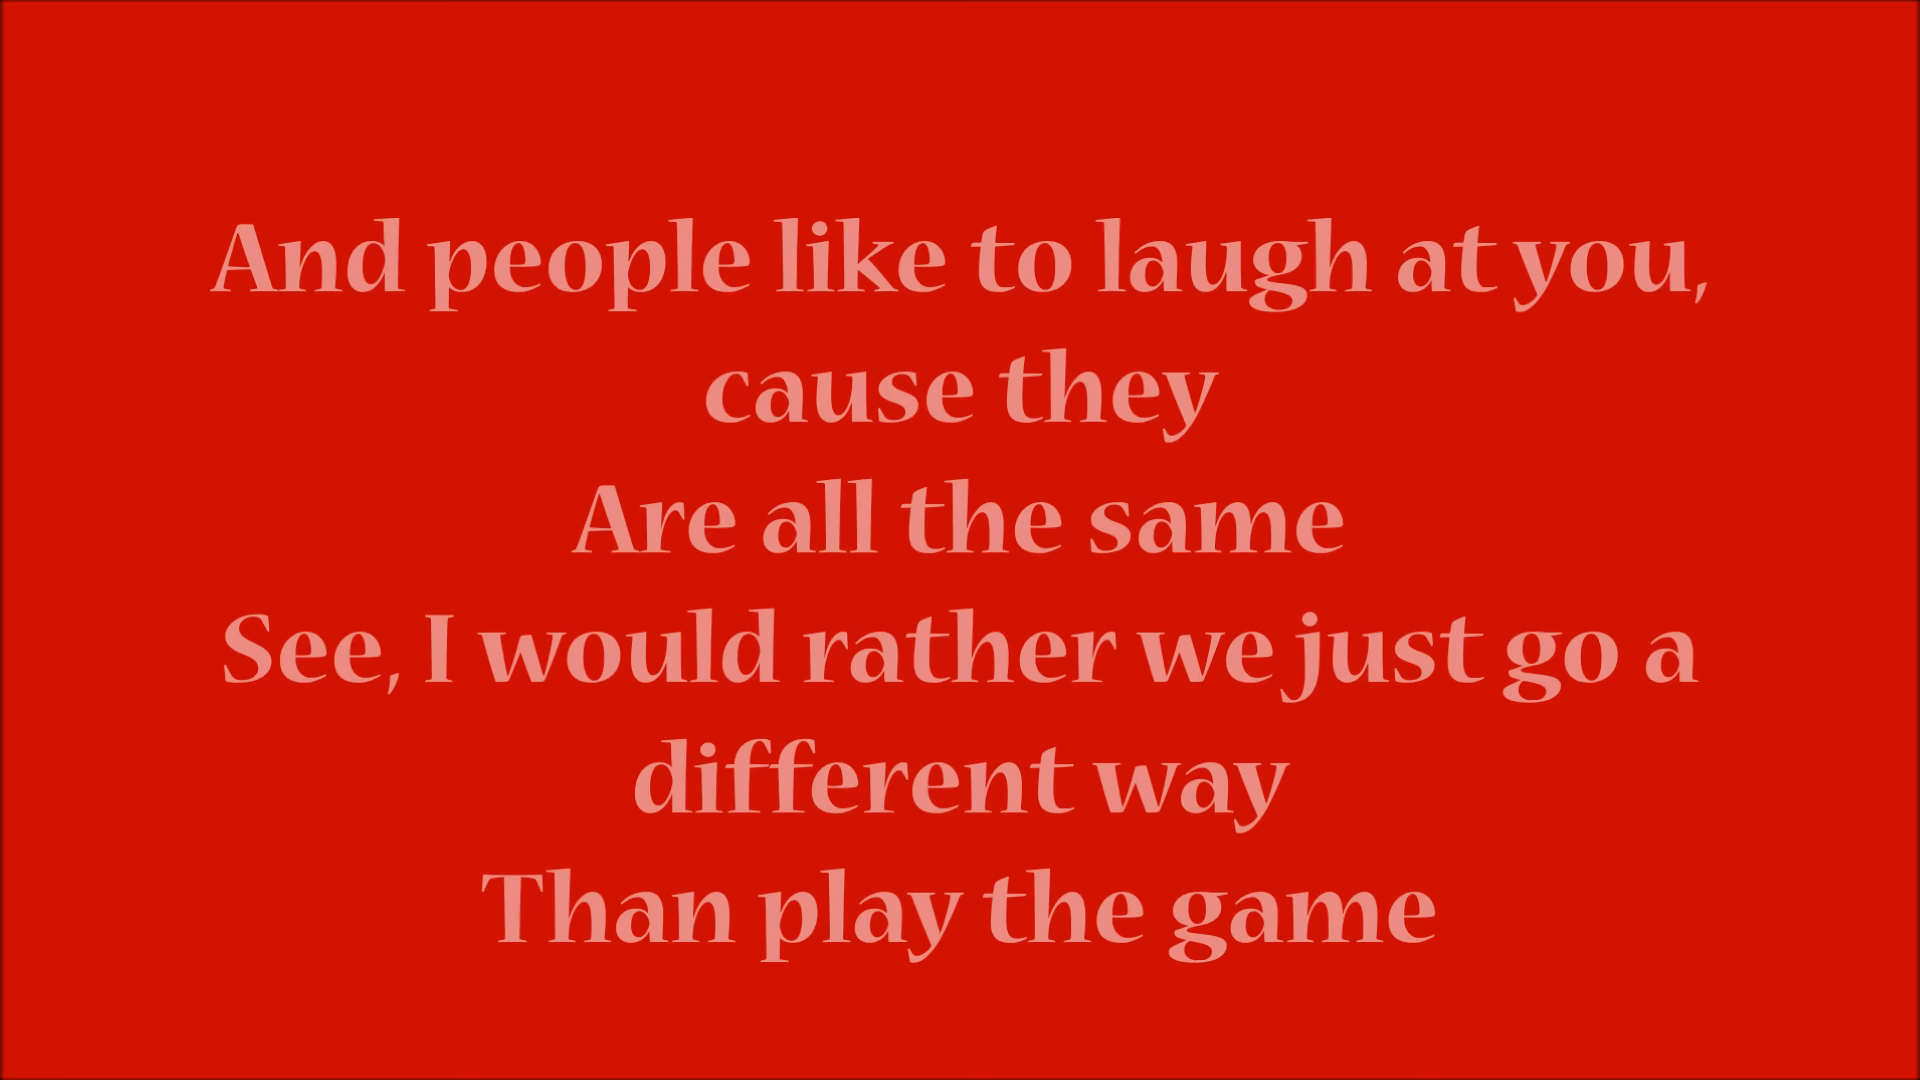 And people like to laugh at you,
cause they
Are all the same
See, I would rather we just go a
different way
Than play the game